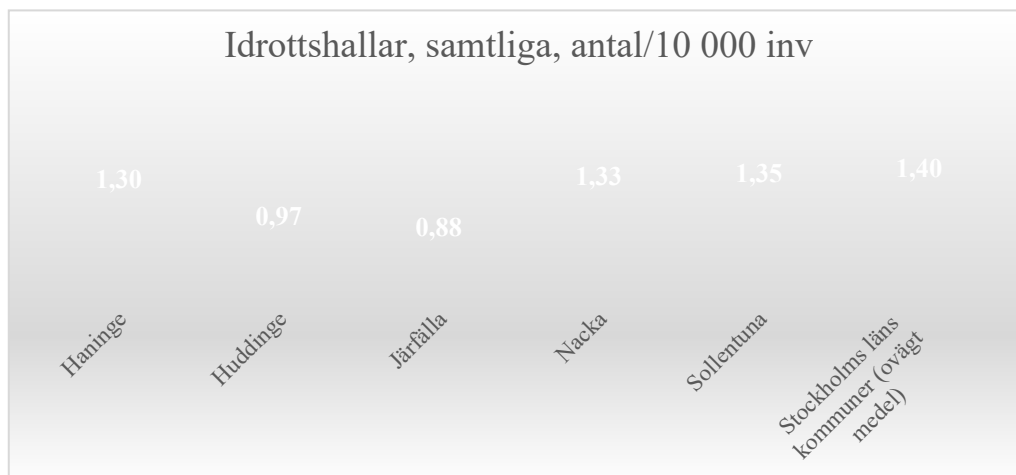 Idrottshallar, samtliga, antal/10 000 inv
1,30
0,97
0,88
1,33
1,35
1,40
Haninge
Huddinge
Järfälla
Nacka
Sollentuna
Stockholms läns
kommuner (ovägt
medel)